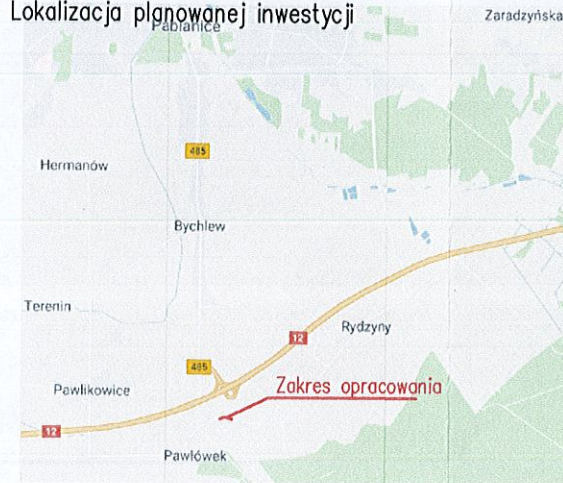 Lokalizacja planowanej inwestycji
Zaradzyńska
Pabianice
485
Hermanów
Bychlew
Terenin
12
Rydzyny
485
Pawlikowice
Zakres opracowania
12
Pawłówek